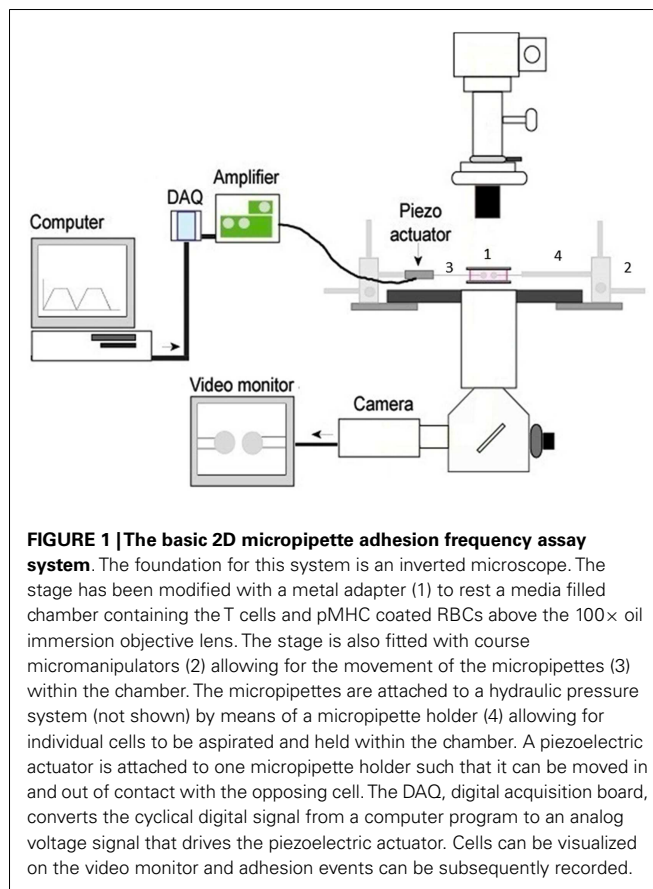 Amplifier
DAQ
Piezo
actuator
Computer
1
3
4
2
Video monitor
Camera
FIGURE 1 | The basic 2D micropipette adhesion frequency assay
system. The foundation for this system is an inverted microscope. The
stage has been modified with a metal adapter (1) to rest a media filled
chamber containing the T cells and pMHC coated RBCs above the 100× oil
immersion objective lens. The stage is also fitted with course
micromanipulators (2) allowing for the movement of the micropipettes (3)
within the chamber. The micropipettes are attached to a hydraulic pressure
system (not shown) by means of a micropipette holder (4) allowing for
individual cells to be aspirated and held within the chamber. A piezoelectric
actuator is attached to one micropipette holder such that it can be moved in
and out of contact with the opposing cell. The DAQ, digital acquisition board,
converts the cyclical digital signal from a computer program to an analog
voltage signal that drives the piezoelectric actuator. Cells can be visualized
on the video monitor and adhesion events can be subsequently recorded.